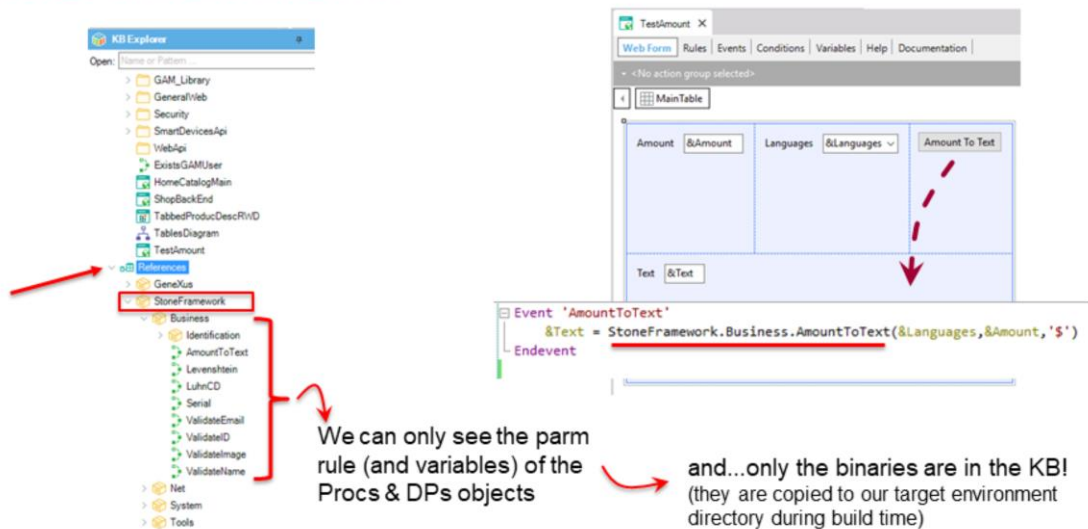 KB Explorer
Open: Name or Pattern ...
GAM_Library
GeneralWeb
Security
SmartDevicesApi
WebApi
ExistsGAMUser
HomeCatalogMain
ShopBackEnd
TabbedProducDescRWD
TablesDiagram
TestAmount
References
GeneXus
StoneFramework
Business
Identification
AmountToText
Levenshtein
LuhnCD
Serial
ValidateEmail
ValidateID
ValidateImage
ValidateName
Net
System
Tools
TestAmount X
Web Form Rules Events Conditions Variables Help Documentation
<No action group selected>
MainTable
Amount &Amount Languages &Languages Amount To Text
Text &Text
Event 'AmountToText'
&Text = StoneFramework.Business.AmountToText(&Languages,&Amount,'$')
Endevent
We can only see the parm
rule (and variables) of the
Procs & DPs objects
and...only the binaries are in the KB!
(they are copied to our target environment
directory during build time)